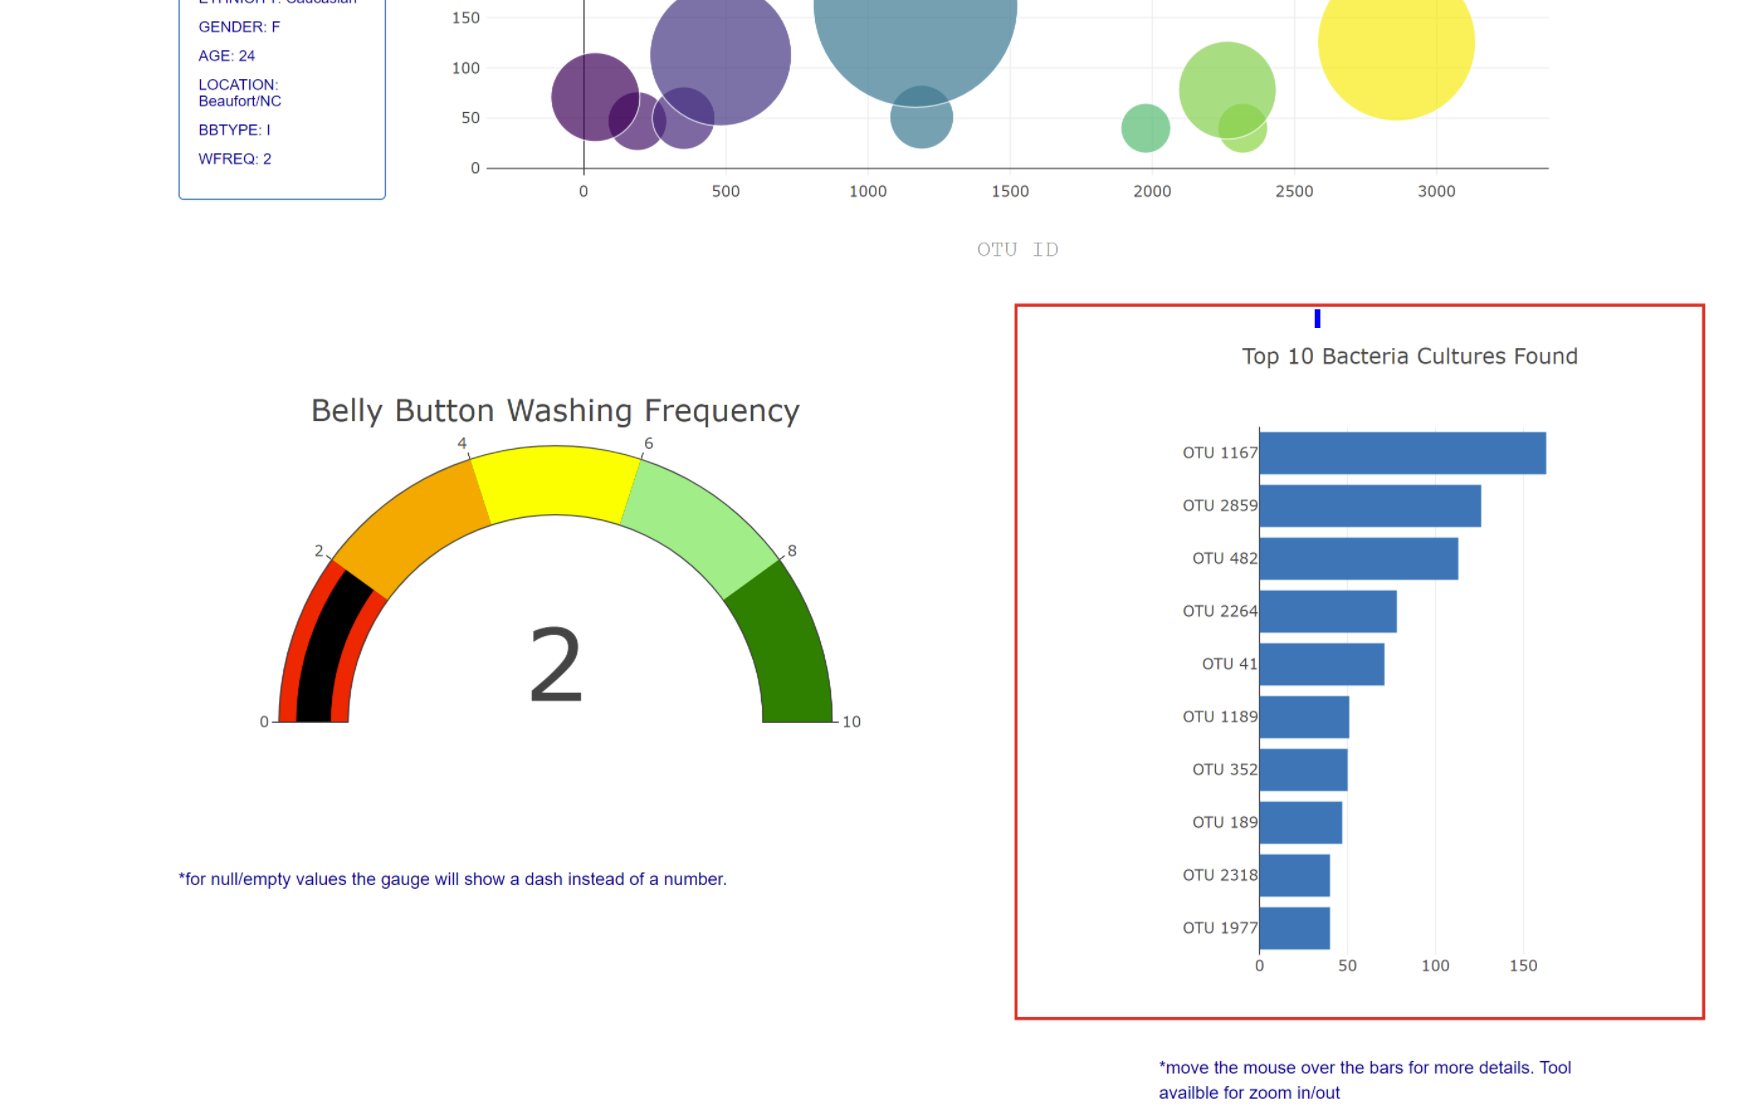 ETHNICITY: Caucasian
GENDER: F
AGE: 24
LOCATION:
Beaufort/NC
BBTYPE: I
WFREQ: 2
150
100
50
0
0 500 1000 1500 2000 2500 3000
OTU ID
Belly Button Washing Frequency
0 2 4 6 8 10
2
*for null/empty values the gauge will show a dash instead of a number.
Top 10 Bacteria Cultures Found
OTU 1167
OTU 2859
OTU 482
OTU 2264
OTU 41
OTU 1189
OTU 352
OTU 189
OTU 2318
OTU 1977
0 50 100 150
*move the mouse over the bars for more details. Tool
availble for zoom in/out